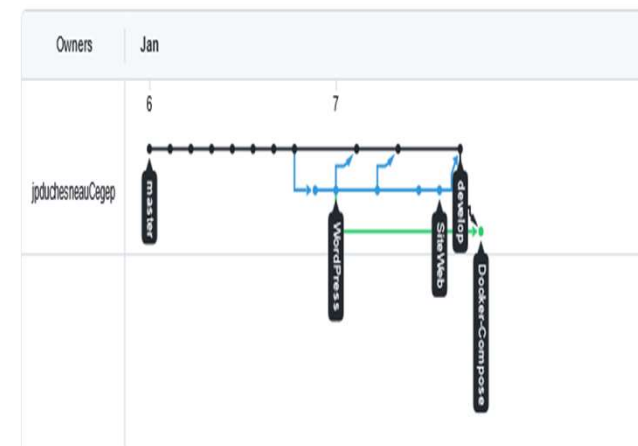 Owners Jan
6 7
jpduchesneauCegep
master
WordPress
SiteWeb
develop
Docker-Compose